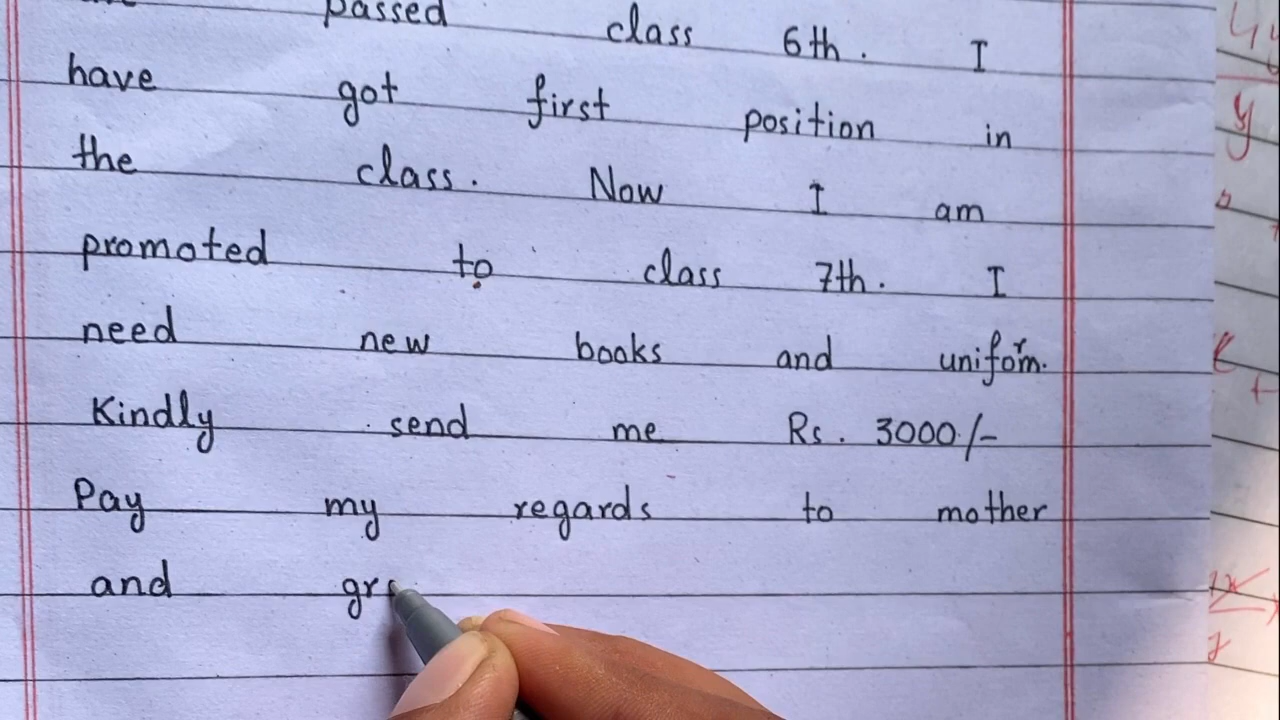 passed class 6th. I
have got first position in
the class. Now I am
promoted to class 7th. I
need new books and uniform.
Kindly send me Rs. 3000/-
Pay my regards to mother
and